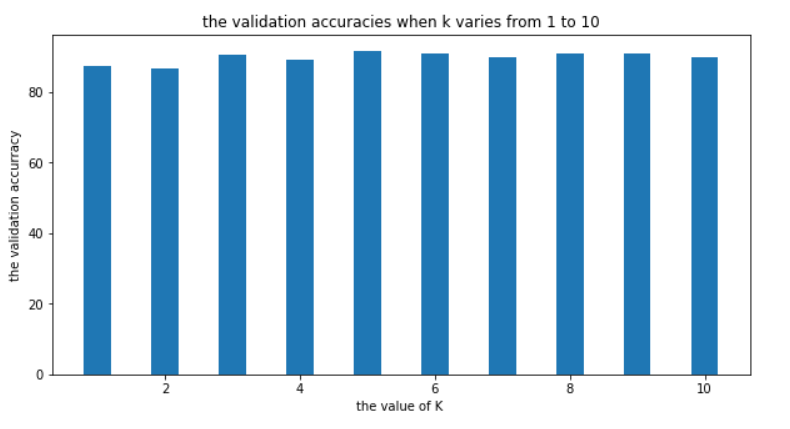 the validation accuracies when k varies from 1 to 10
the validation accurracy
80
60
40
20
0
2 4 6 8 10
the value of K